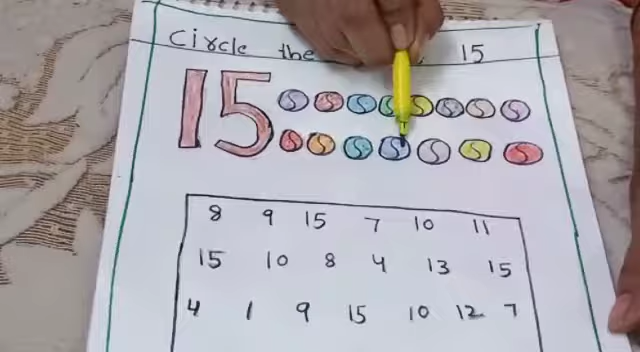 Circle the 15
15
8 9 15 7 10 11
15 10 8 4 13 15
4 1 9 15 10 12 7